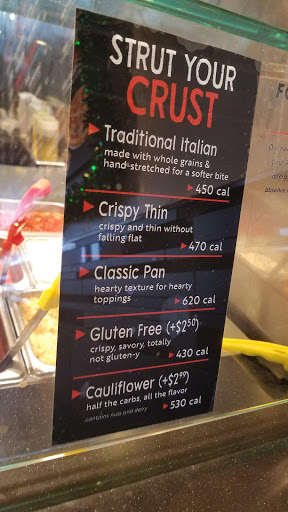 STRUT YOUR
CRUST
Traditional Italian
made with whole grains &
hand-stretched for a softer bite
450 cal
Crispy Thin
crispy and thin without
falling flat
470 cal
Classic Pan
hearty texture for hearty
toppings
620 cal
Gluten Free (+$2.50)
crispy, savory, totally
not gluten-y
430 cal
Cauliflower (+$2.99)
half the carbs, all the flavor
530 cal
contains nuts and dairy